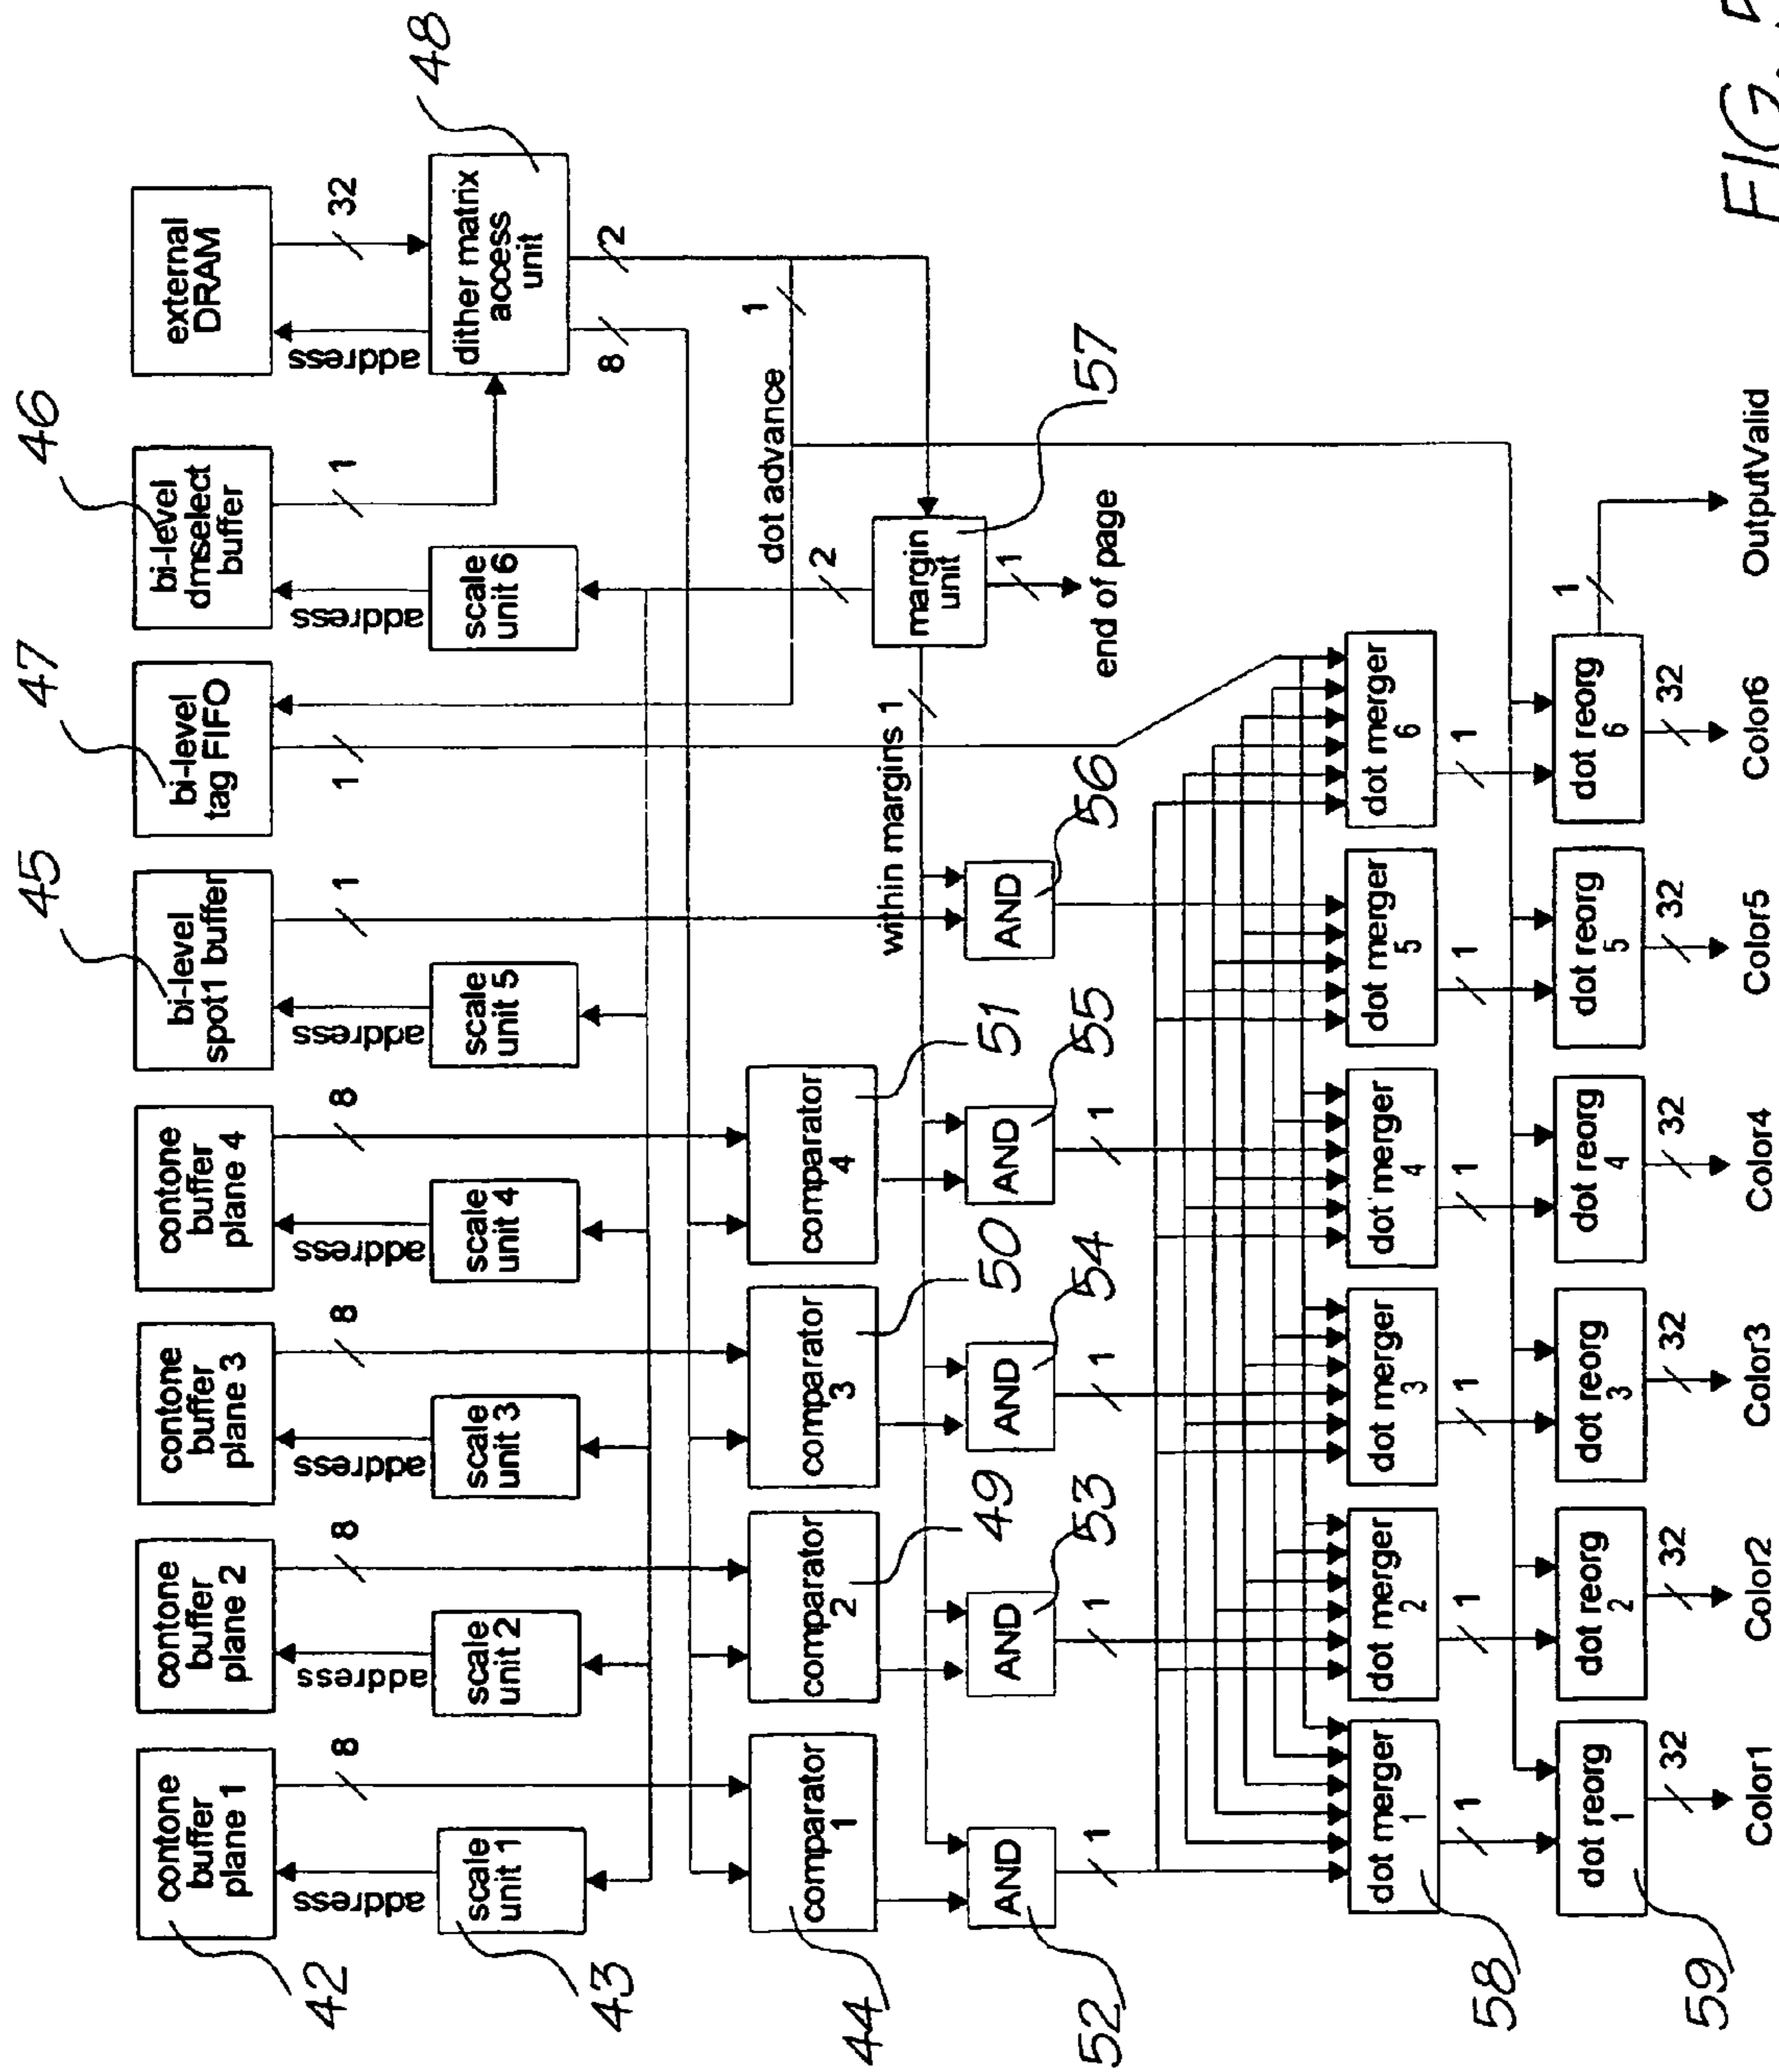 45
47
46
48
contone
buffer
plane 1
contone
buffer
plane 2
contone
buffer
plane 3
contone
buffer
plane 4
bi-level
spot1 buffer
bi-level
tag FIFO
bi-level
dmselect
buffer
external
DRAM
42
8
8
8
8
1
1
1
32
address
address
address
address
address
address
address
43
scale
unit 1
scale
unit 2
scale
unit 3
scale
unit 4
scale
unit 5
scale
unit 6
dither matrix
access
unit
8
2
44
comparator
1
comparator
2
comparator
3
comparator
4
49
50
51
dot advance
1
2
margin
unit
57
1
end of page
within margins 1
52
AND
AND
AND
AND
AND
53
54
55
56
1
1
1
1
58
dot merger
1
dot merger
2
dot merger
3
dot merger
4
dot merger
5
dot merger
6
1
1
1
1
1
1
59
dot reorg
1
dot reorg
2
dot reorg
3
dot reorg
4
dot reorg
5
dot reorg
6
32
32
32
32
32
32
1
Color1
Color2
Color3
Color4
Color5
Color6
OutputValid
FIG. 5